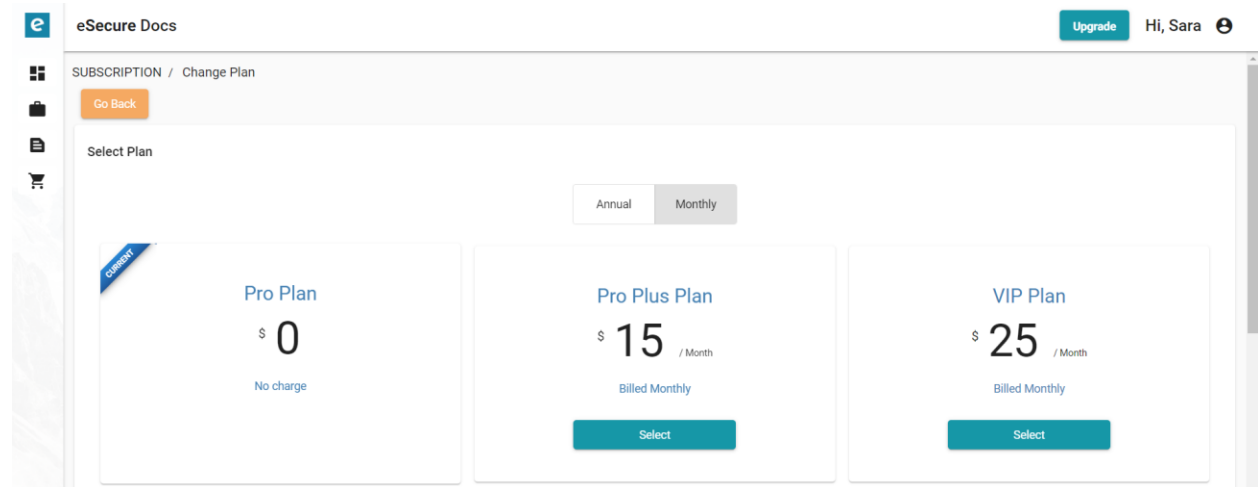 e eSecure Docs Upgrade Hi, Sara
SUBSCRIPTION / Change Plan
Go Back
Select Plan
Annual Monthly
CURRENT
Pro Plan
$ 0
No charge
Pro Plus Plan
$ 15 / Month
Billed Monthly
Select
VIP Plan
$ 25 / Month
Billed Monthly
Select